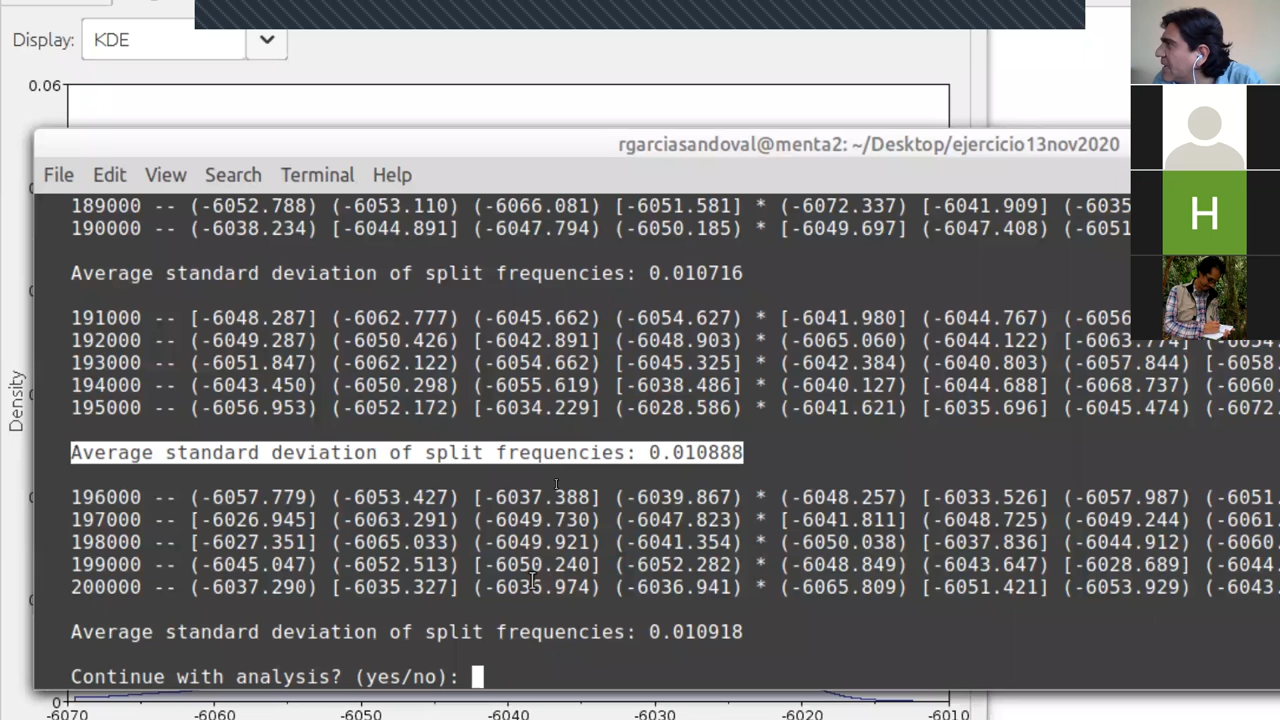 Display: KDE
0.06
rgarciasandoval@menta2: ~/Desktop/ejercicio13nov2020
File Edit View Search Terminal Help
189000 -- (-6052.788) (-6053.110) (-6066.081) [-6051.581] * (-6072.337) [-6041.909] (-6035
190000 -- (-6038.234) [-6044.891] (-6047.794) (-6050.185) * [-6049.697] (-6047.408) (-6051
Average standard deviation of split frequencies: 0.010716
191000 -- [-6048.287] (-6062.777) (-6045.662) (-6054.627) * (-6041.980] (-6044.767) (-6056
192000 -- (-6049.287) (-6050.426) [-6042.891] (-6048.903) * (-6065.060) [-6044.122] (-6063.774)
193000 -- [-6051.847] (-6062.122) (-6054.662) (-6045.325] * (-6042.384) [-6040.803] (-6057.844) [-6058.
194000 -- (-6043.450] (-6050.298) (-6055.619) [-6038.486] * (-6040.127) [-6044.688] (-6068.737) (-6060.
195000 -- (-6056.953) (-6052.172) [-6034.229] (-6028.586] * (-6041.621) [-6035.696] (-6045.474) (-6072.
Average standard deviation of split frequencies: 0.010888
196000 -- (-6057.779) (-6053.427) [-6037.388] (-6039.867) * (-6048.257) [-6033.526] (-6057.987) (-6051.
197000 -- [-6026.945] (-6063.291) (-6049.730) (-6047.823) * [-6041.811] (-6048.725) (-6049.244) (-6061.
198000 -- [-6027.351] (-6065.033) (-6049.921) (-6041.354) * (-6050.038) [-6037.836] (-6044.912) (-6060.
199000 -- (-6045.047) (-6052.513) [-6050.240] (-6052.282) * (-6048.849) (-6043.647) [-6028.689] (-6044.
200000 -- (-6037.290) [-6035.327] (-6035.974) (-6036.941) * (-6065.809) [-6051.421] (-6053.929) (-6043.
Average standard deviation of split frequencies: 0.010918
Continue with analysis? (yes/no):
Density
0
-6070 -6060 -6050 -6040 -6030 -6020 -6010
H